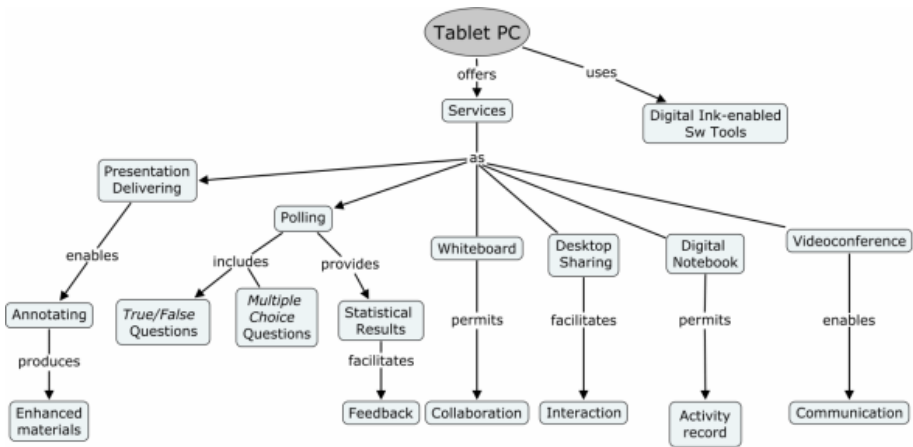 Tablet PC
offers
uses
Services
Digital Ink-enabled
Sw Tools
as
Presentation
Delivering
Polling
Whiteboard
Desktop
Sharing
Digital
Notebook
Videoconference
enables
includes
provides
Annotating
True/False
Questions
Multiple
Choice
Questions
Statistical
Results
permits
facilitates
permits
enables
produces
facilitates
Enhanced
materials
Feedback
Collaboration
Interaction
Activity
record
Communication